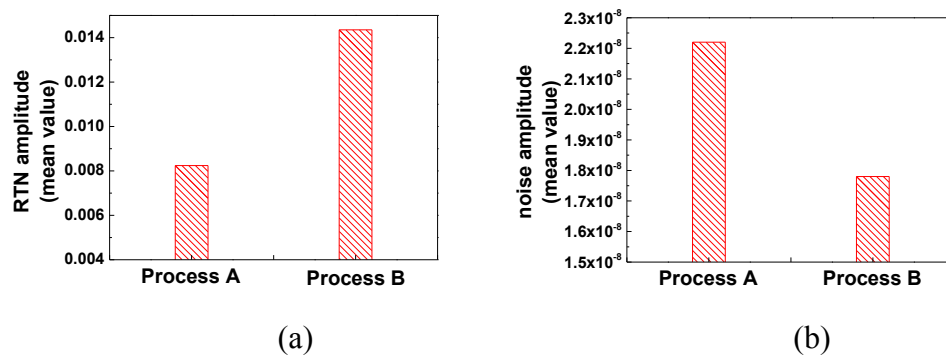 0.014
0.012
0.010
0.008
0.006
0.004
RTN amplitude
(mean value)
Process A Process B
(a)
2.3x10⁻⁸
2.2x10⁻⁸
2.1x10⁻⁸
2.0x10⁻⁸
1.9x10⁻⁸
1.8x10⁻⁸
1.7x10⁻⁸
1.6x10⁻⁸
1.5x10⁻⁸
noise amplitude
(mean value)
Process A Process B
(b)